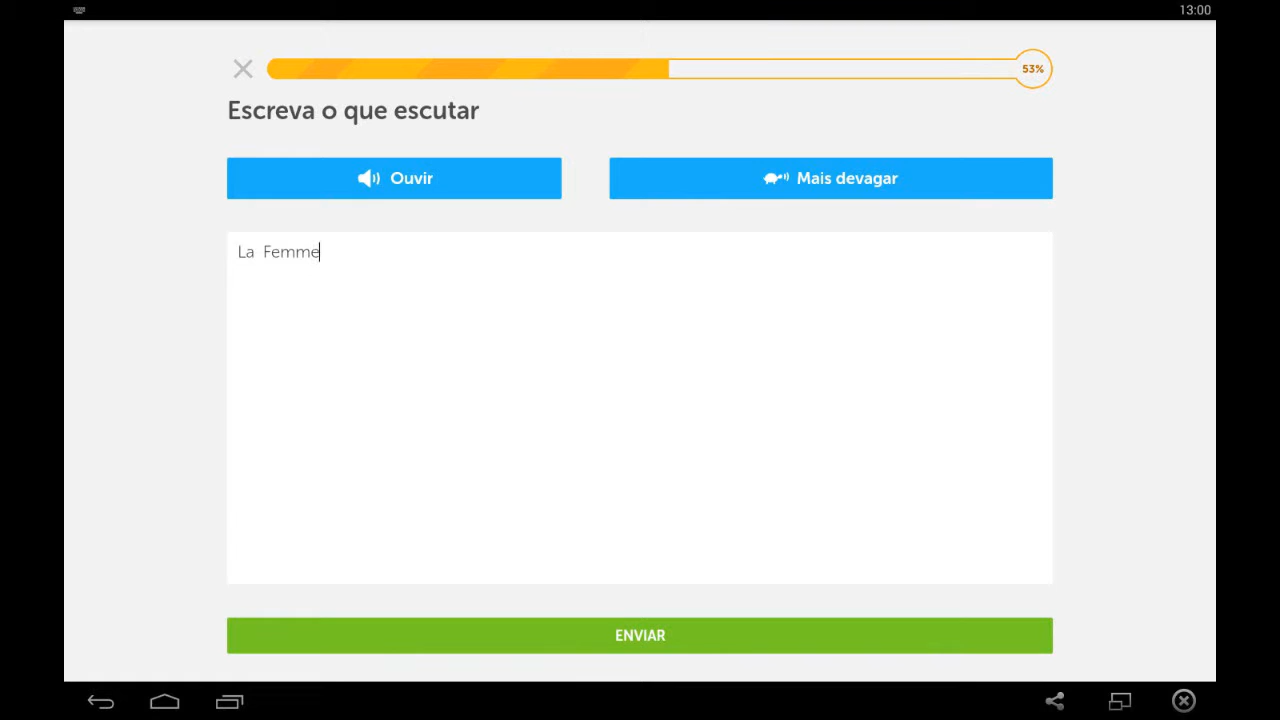 13:00
53%
Escreva o que escutar
Ouvir
Mais devagar
La Femme
ENVIAR